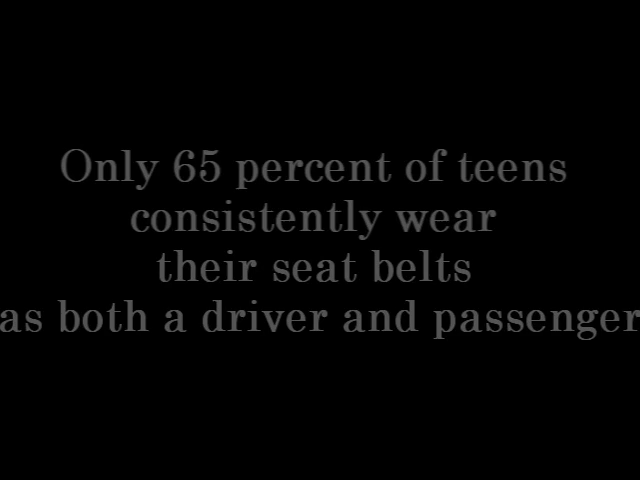 Only 65 percent of teens
consistently wear
their seat belts
as both a driver and passenger